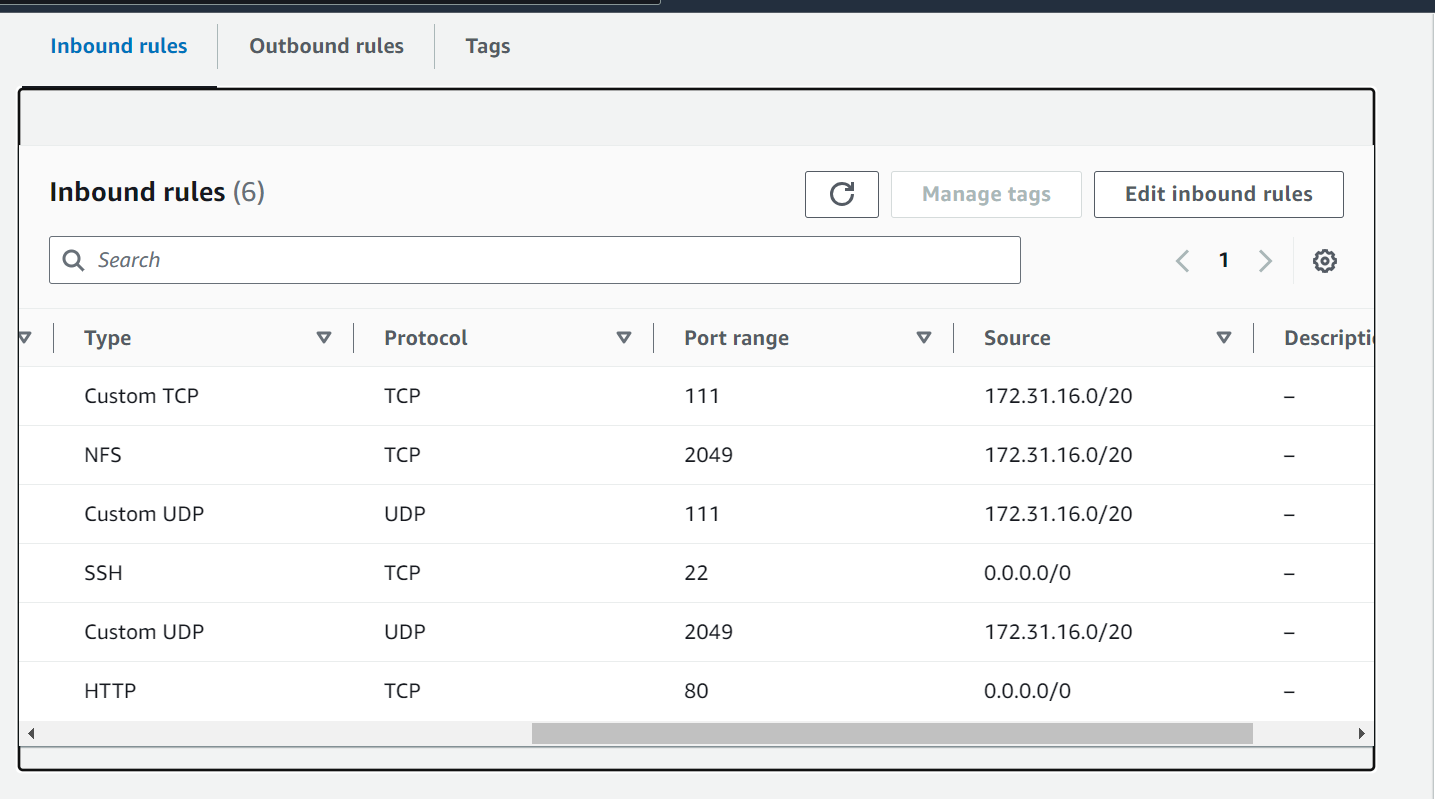 Inbound rules Outbound rules Tags
Inbound rules (6) Manage tags Edit inbound rules
Search 1
Type Protocol Port range Source Descripti
Custom TCP TCP 111 172.31.16.0/20 –
NFS TCP 2049 172.31.16.0/20 –
Custom UDP UDP 111 172.31.16.0/20 –
SSH TCP 22 0.0.0.0/0 –
Custom UDP UDP 2049 172.31.16.0/20 –
HTTP TCP 80 0.0.0.0/0 –